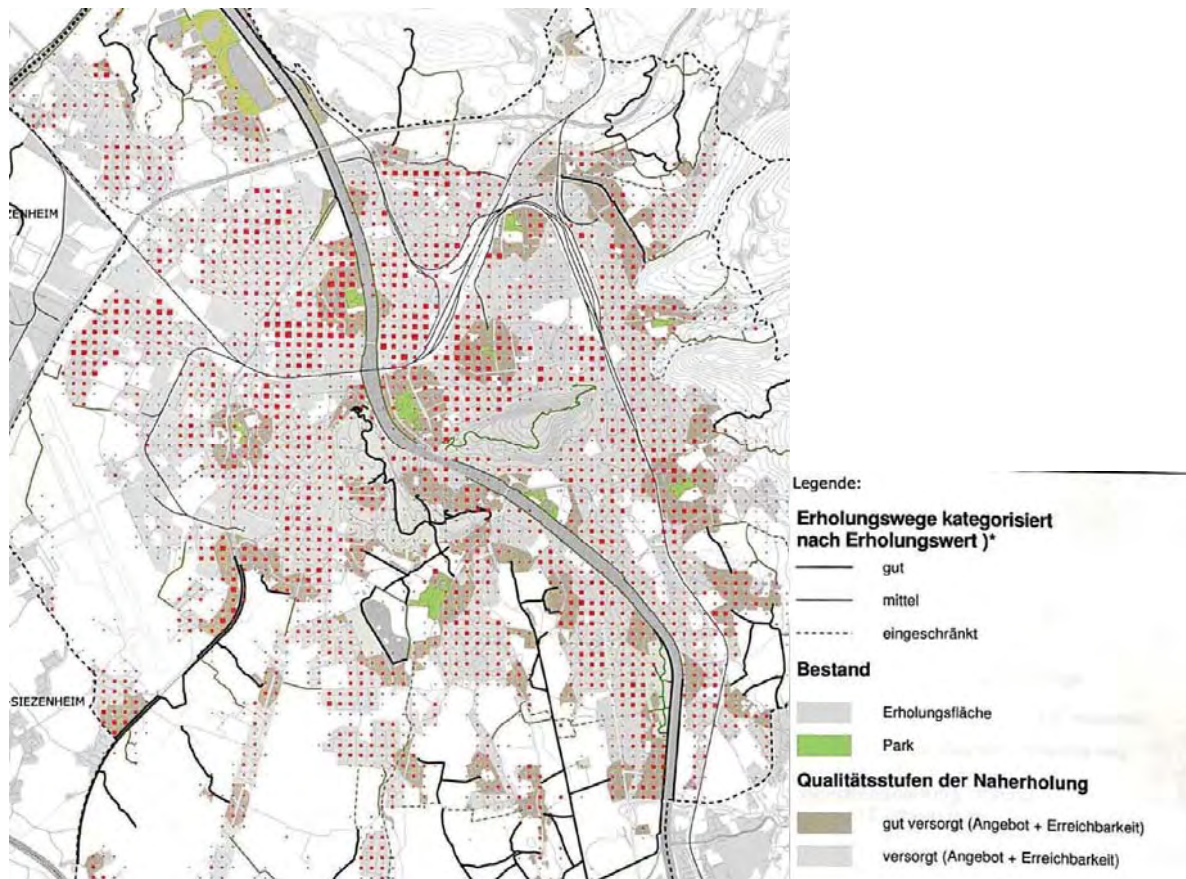 ZENHEIM
SIEZENHEIM
Legende:
Erholungswege kategorisiert
nach Erholungswert )*
gut
mittel
eingeschränkt
Bestand
Erholungsfläche
Park
Qualitätsstufen der Naherholung
gut versorgt (Angebot + Erreichbarkeit)
versorgt (Angebot + Erreichbarkeit)